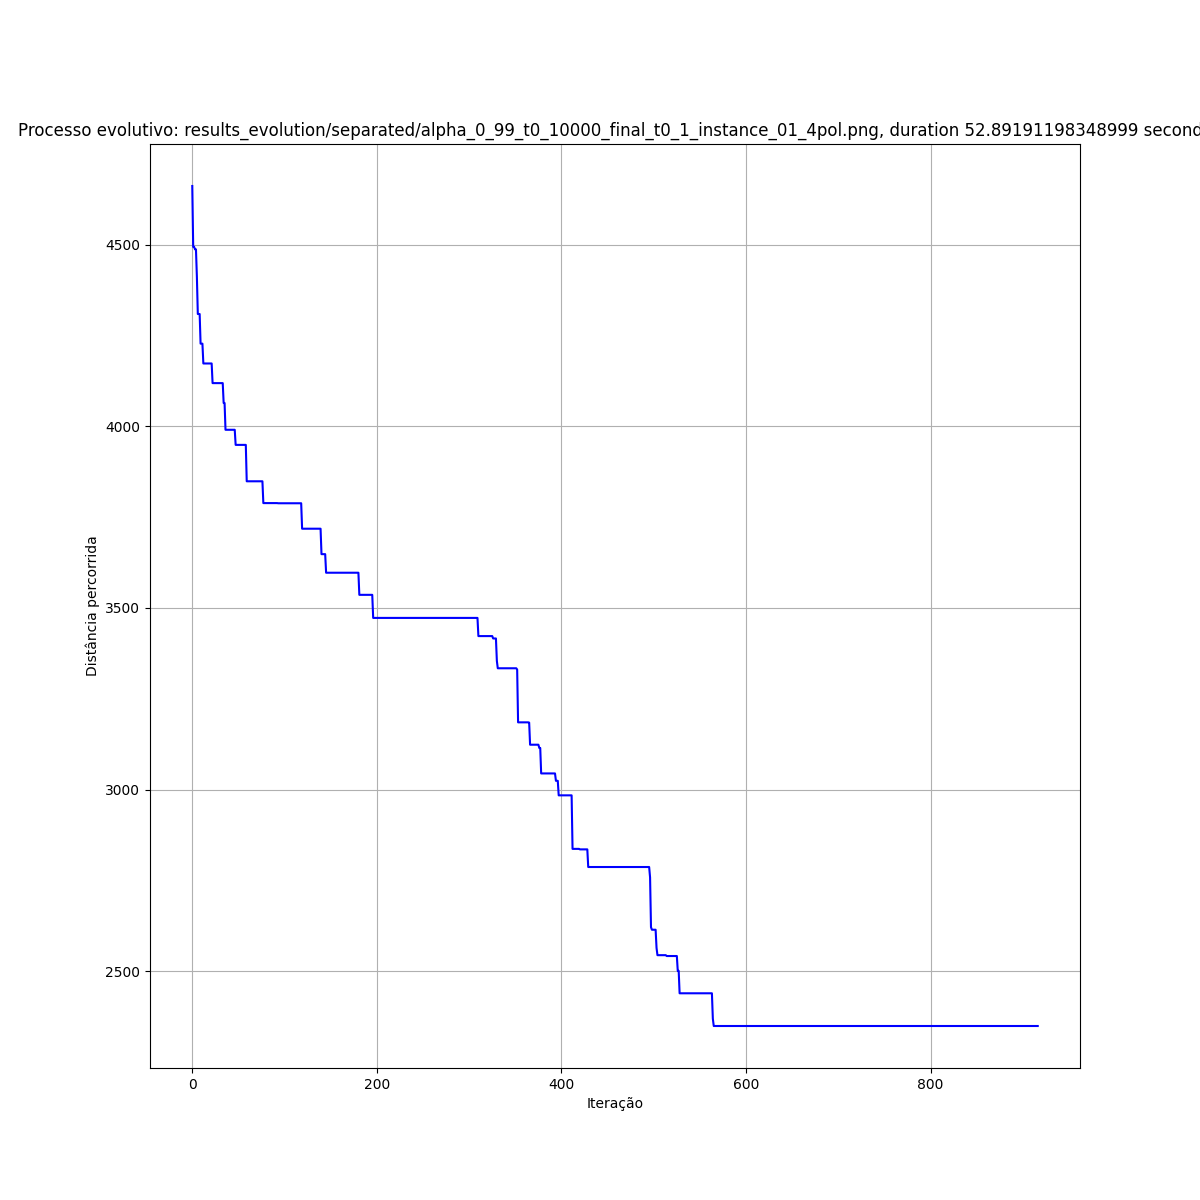 Processo evolutivo: results_evolution/separated/alpha_0_99_t0_10000_final_t0_1_instance_01_4pol.png, duration 52.89191198348999 second
4500
4000
3500
3000
2500
Distância percorrida
0 200 400 600 800
Iteração